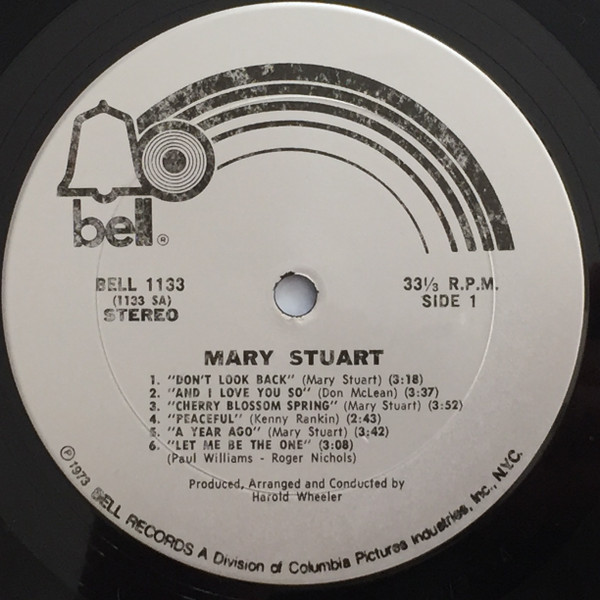 bell®
BELL 1133
(1133 SA)
STEREO
33⅓ R.P.M.
SIDE 1
MARY STUART
1. "DON'T LOOK BACK" (Mary Stuart) (3:18)
2. "AND I LOVE YOU SO" (Don McLean) (3:37)
3. "CHERRY BLOSSOM SPRING" (Mary Stuart) (3:52)
4. "PEACEFUL" (Kenny Rankin) (2:43)
5. "A YEAR AGO" (Mary Stuart) (3:42)
6. "LET ME BE THE ONE" (3:08)
(Paul Williams - Roger Nichols)
Produced, Arranged and Conducted by
Harold Wheeler
℗ 1973 BELL RECORDS A Division of Columbia Pictures Industries, Inc., N.Y.C.